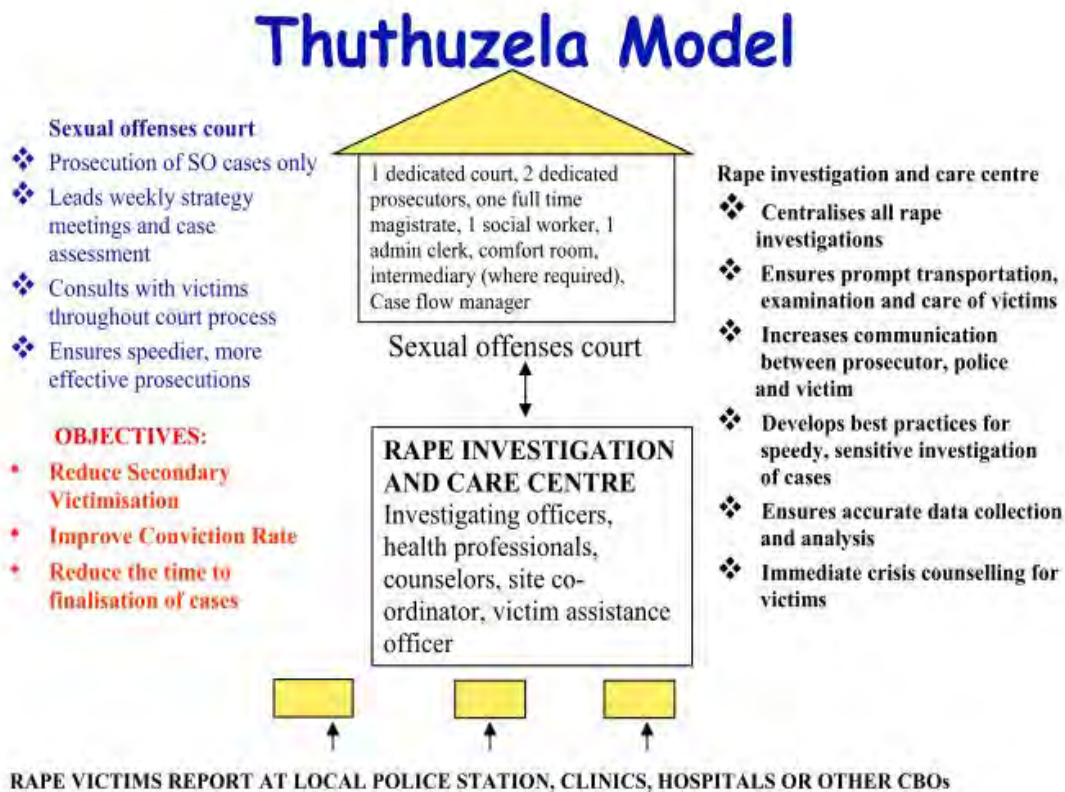 Thuthuzela Model
Sexual offenses court
❖ Prosecution of SO cases only
❖ Leads weekly strategy
meetings and case
assessment
❖ Consults with victims
throughout court process
❖ Ensures speedier, more
effective prosecutions
OBJECTIVES:
• Reduce Secondary
Victimisation
• Improve Conviction Rate
• Reduce the time to
finalisation of cases
1 dedicated court, 2 dedicated
prosecutors, one full time
magistrate, 1 social worker, 1
admin clerk, comfort room,
intermediary (where required),
Case flow manager
Sexual offenses court
RAPE INVESTIGATION
AND CARE CENTRE
Investigating officers,
health professionals,
counselors, site co-
ordinator, victim assistance
officer
Rape investigation and care centre
❖ Centralises all rape
investigations
❖ Ensures prompt transportation,
examination and care of victims
❖ Increases communication
between prosecutor, police
and victim
❖ Develops best practices for
speedy, sensitive investigation
of cases
❖ Ensures accurate data collection
and analysis
❖ Immediate crisis counselling for
victims
RAPE VICTIMS REPORT AT LOCAL POLICE STATION, CLINICS, HOSPITALS OR OTHER CBOs